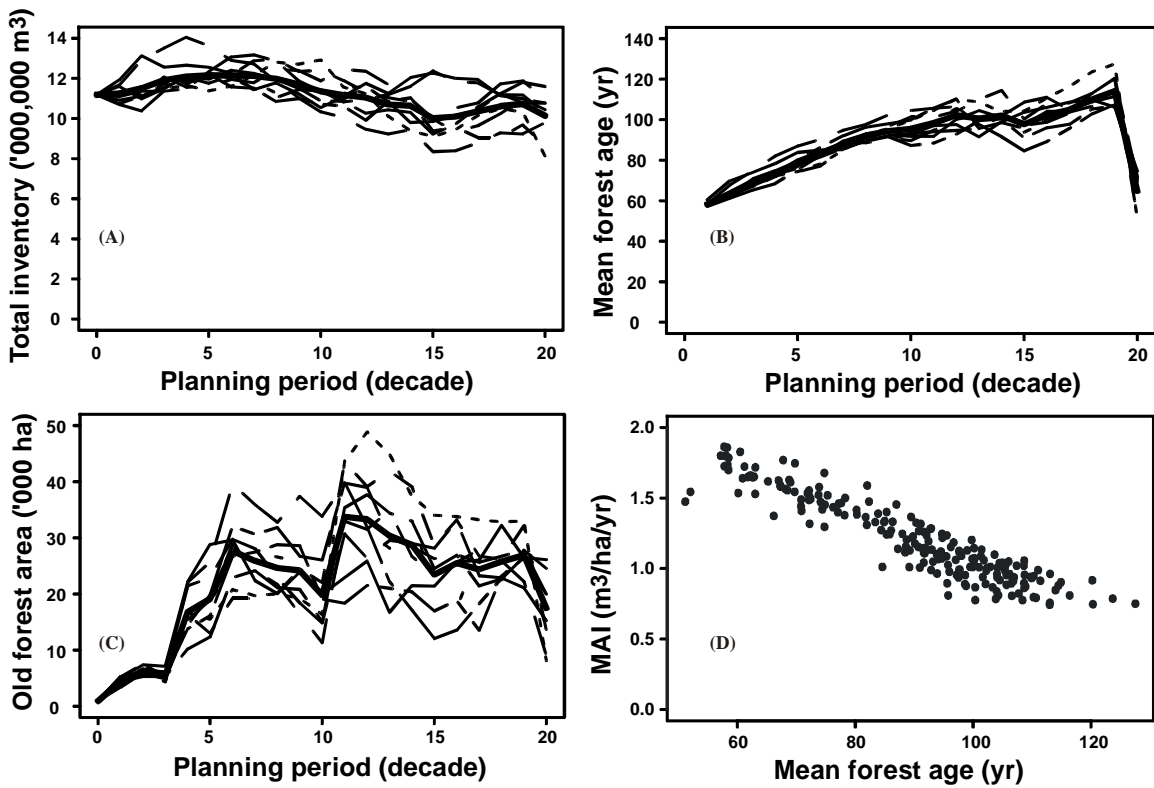 Total inventory ('000,000 m3)
14
12
10
8
6
4
2
0
(A)
0 5 10 15 20
Planning period (decade)
Mean forest age (yr)
140
120
100
80
60
40
20
0
(B)
0 5 10 15 20
Planning period (decade)
Old forest area ('000 ha)
50
40
30
20
10
0
(C)
0 5 10 15 20
Planning period (decade)
MAI (m3/ha/yr)
2.0
1.5
1.0
0.5
0.0
(D)
60 80 100 120
Mean forest age (yr)